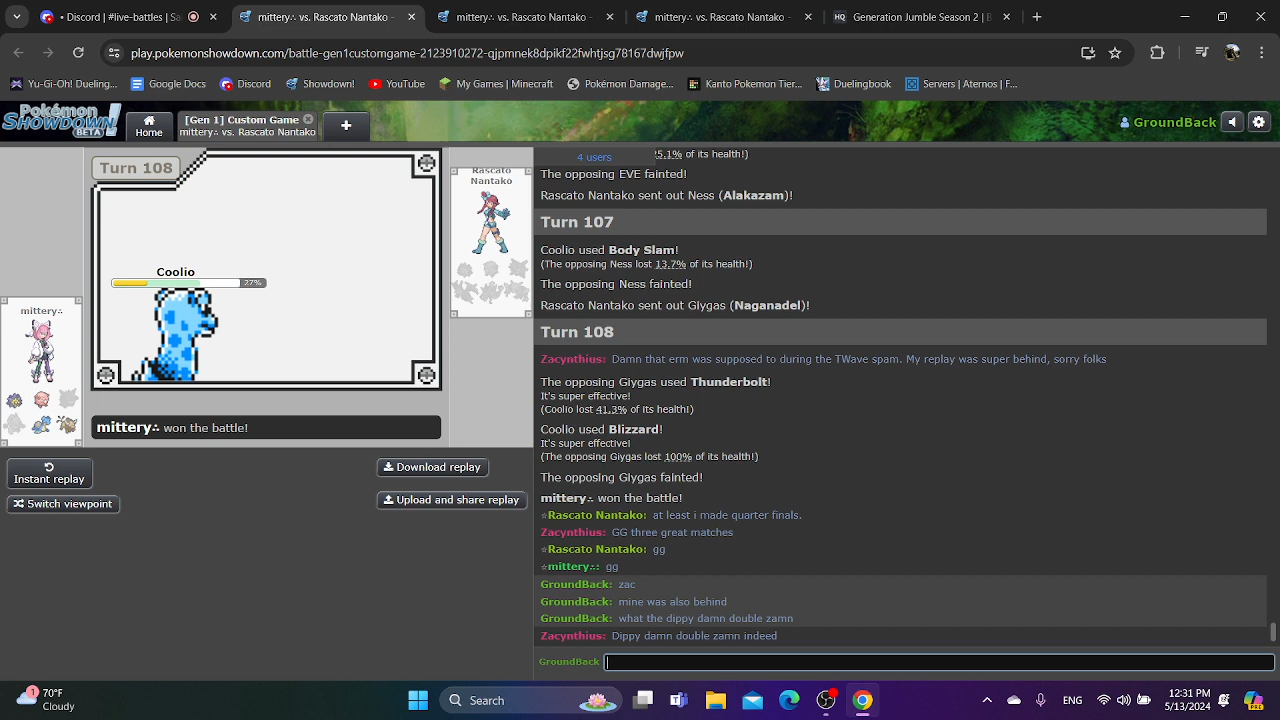 • Discord | #live-battles | Sa
mittery∴ vs. Rascato Nantako -
mittery∴ vs. Rascato Nantako -
mittery∴ vs. Rascato Nantako -
HQ Generation Jumble Season 2 | B
play.pokemonshowdown.com/battle-gen1customgame-2123910272-qjpmnek8dpikf22fwhtjsg78167dwjfpw
Yu-Gi-Oh! Dueling...
Google Docs
Discord
Showdown!
YouTube
My Games | Minecraft
Pokémon Damage...
Kanto Pokemon Tier...
Duelingbook
Servers | Aternos | F...
Pokémon
Showdown!
BETA
Home
[Gen 1] Custom Game
mittery∴ vs. Rascato Nantako
GroundBack
Turn 108
Rascato
Nantako
Coolio
27%
mittery∴
mittery∴ won the battle!
Instant replay
Switch viewpoint
Download replay
Upload and share replay
4 users
5.1% of its health!)
The opposing EVE fainted!
Rascato Nantako sent out Ness (Alakazam)!
Turn 107
Coolio used Body Slam!
(The opposing Ness lost 13.7% of its health!)
The opposing Ness fainted!
Rascato Nantako sent out GIygas (Naganadel)!
Turn 108
Zacynthius: Damn that erm was supposed to during the TWave spam. My replay was super behind, sorry folks
The opposing GIygas used Thunderbolt!
It's super effective!
(Coolio lost 41.3% of its health!)
Coolio used Blizzard!
It's super effective!
(The opposing GIygas lost 100% of its health!)
The opposing GIygas fainted!
mittery∴ won the battle!
☆Rascato Nantako: at least i made quarter finals.
Zacynthius: GG three great matches
☆Rascato Nantako: gg
☆mittery∴: gg
GroundBack: zac
GroundBack: mine was also behind
GroundBack: what the dippy damn double zamn
Zacynthius: Dippy damn double zamn indeed
GroundBack
1
70°F
Cloudy
Search
ENG
12:31 PM
5/13/2024
PRE